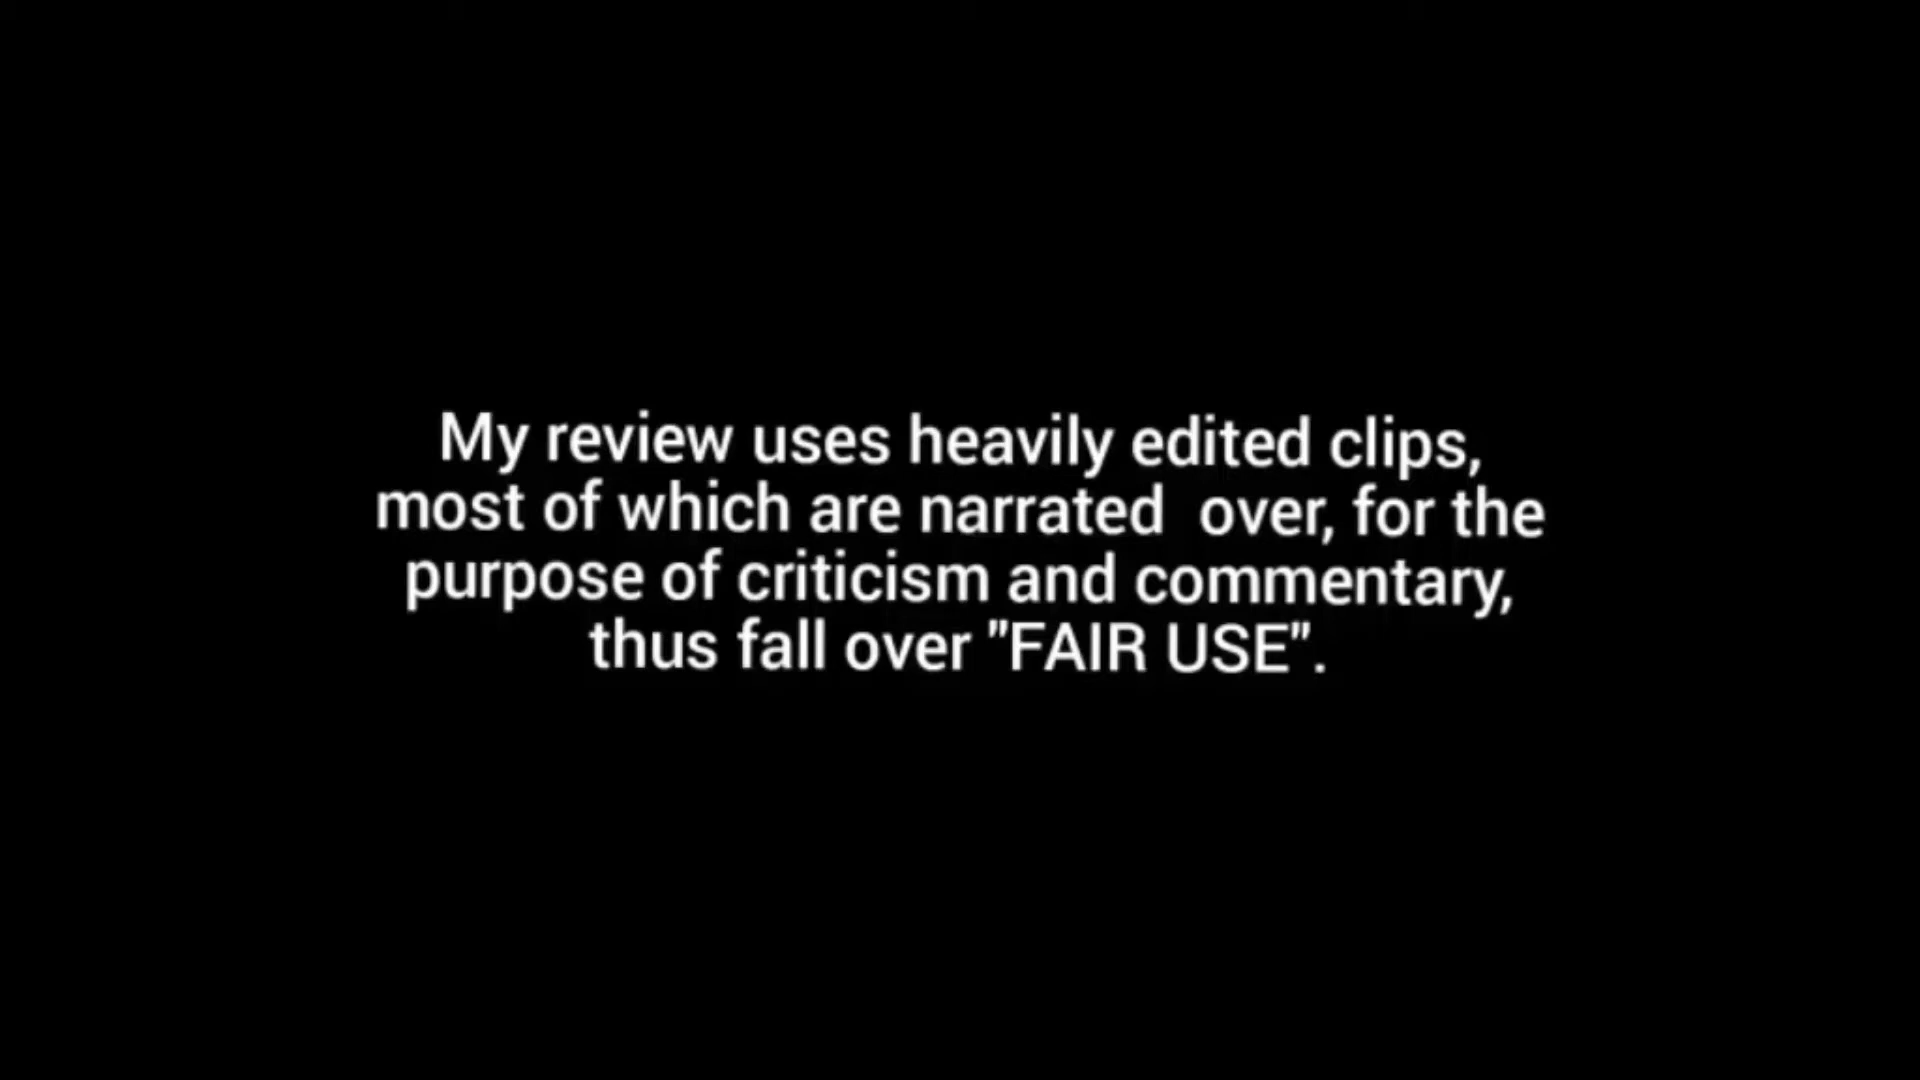 My review uses heavily edited clips,
most of which are narrated  over, for the
purpose of criticism and commentary,
thus fall over "FAIR USE".